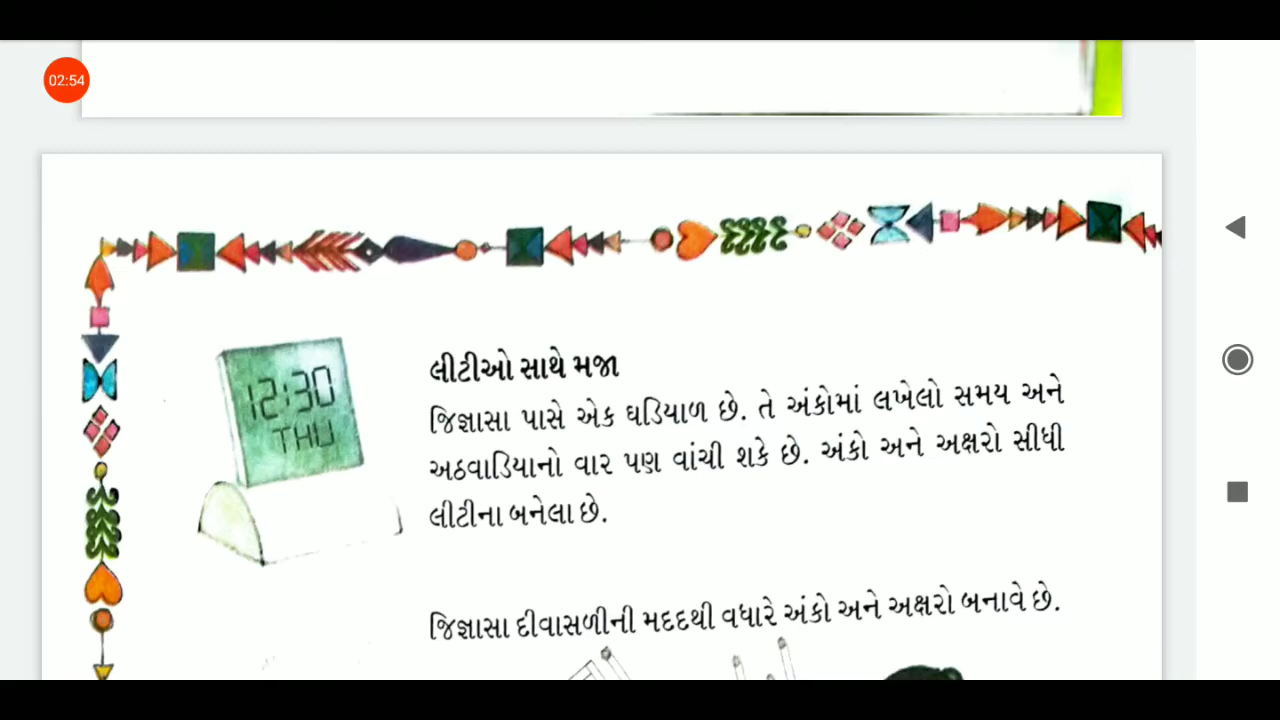 02:54
લીટીઓ સાથે મજા
12:30
જિજ્ઞાસા પાસે એક ઘડિયાળ છે. તે અંકોમાં લખેલો સમય અને
THU
અઠવાડિયાનો વાર પણ વાંચી શકે છે. અંકો અને અક્ષરો સીધી
લીટીના બનેલા છે.
જિજ્ઞાસા દીવાસળીની મદદથી વધારે અંકો અને અક્ષરો બનાવે છે.